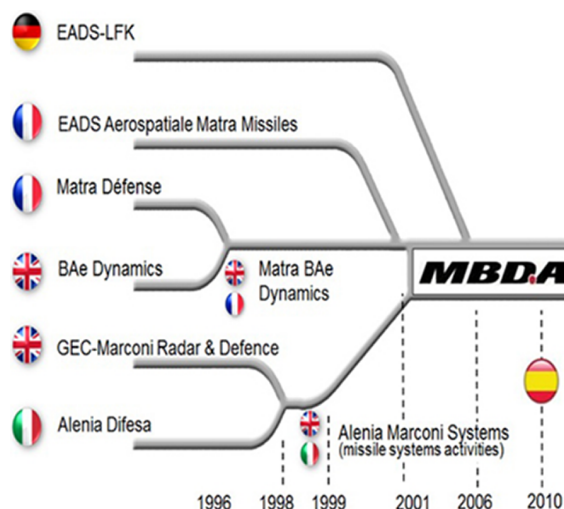 EADS-LFK
EADS Aerospatiale Matra Missiles
Matra Défense
BAe Dynamics
Matra BAe
Dynamics
MBDA
GEC-Marconi Radar & Defence
Alenia Difesa
Alenia Marconi Systems
(missile systems activities)
1996 1998 1999 2001 2006 2010